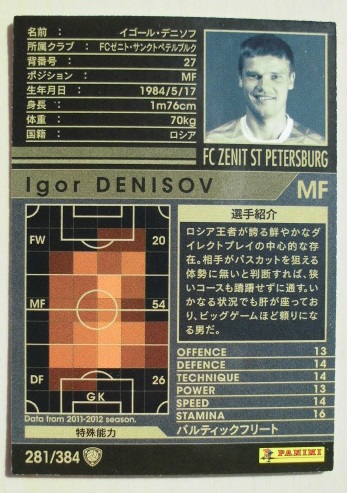 名前 : イゴール・デニソフ
所属クラブ : FCゼニト・サンクトペテルブルク
背番号 : 27
ポジション : MF
生年月日 : 1984/5/17
身長 : 1m76cm
体重 : 70kg
国籍 : ロシア
FC ZENIT ST PETERSBURG
Igor DENISOV MF
FW 20
MF 54
DF 26
GK
Data from 2011-2012 season.
選手紹介
ロシア王者が誇る鮮やかなダ
イレクトプレイの中心的な存
在。相手がパスカットを狙える
体勢に無いと判断すれば、狭
いコースも躊躇せずに通す。い
かなる状況でも肝が座ってお
り、ビッグゲームほど頼りにな
る男だ。
OFFENCE 13
DEFENCE 14
TECHNIQUE 14
POWER 13
SPEED 14
STAMINA 16
特殊能力 バルティックフリート
281/384
PANINI